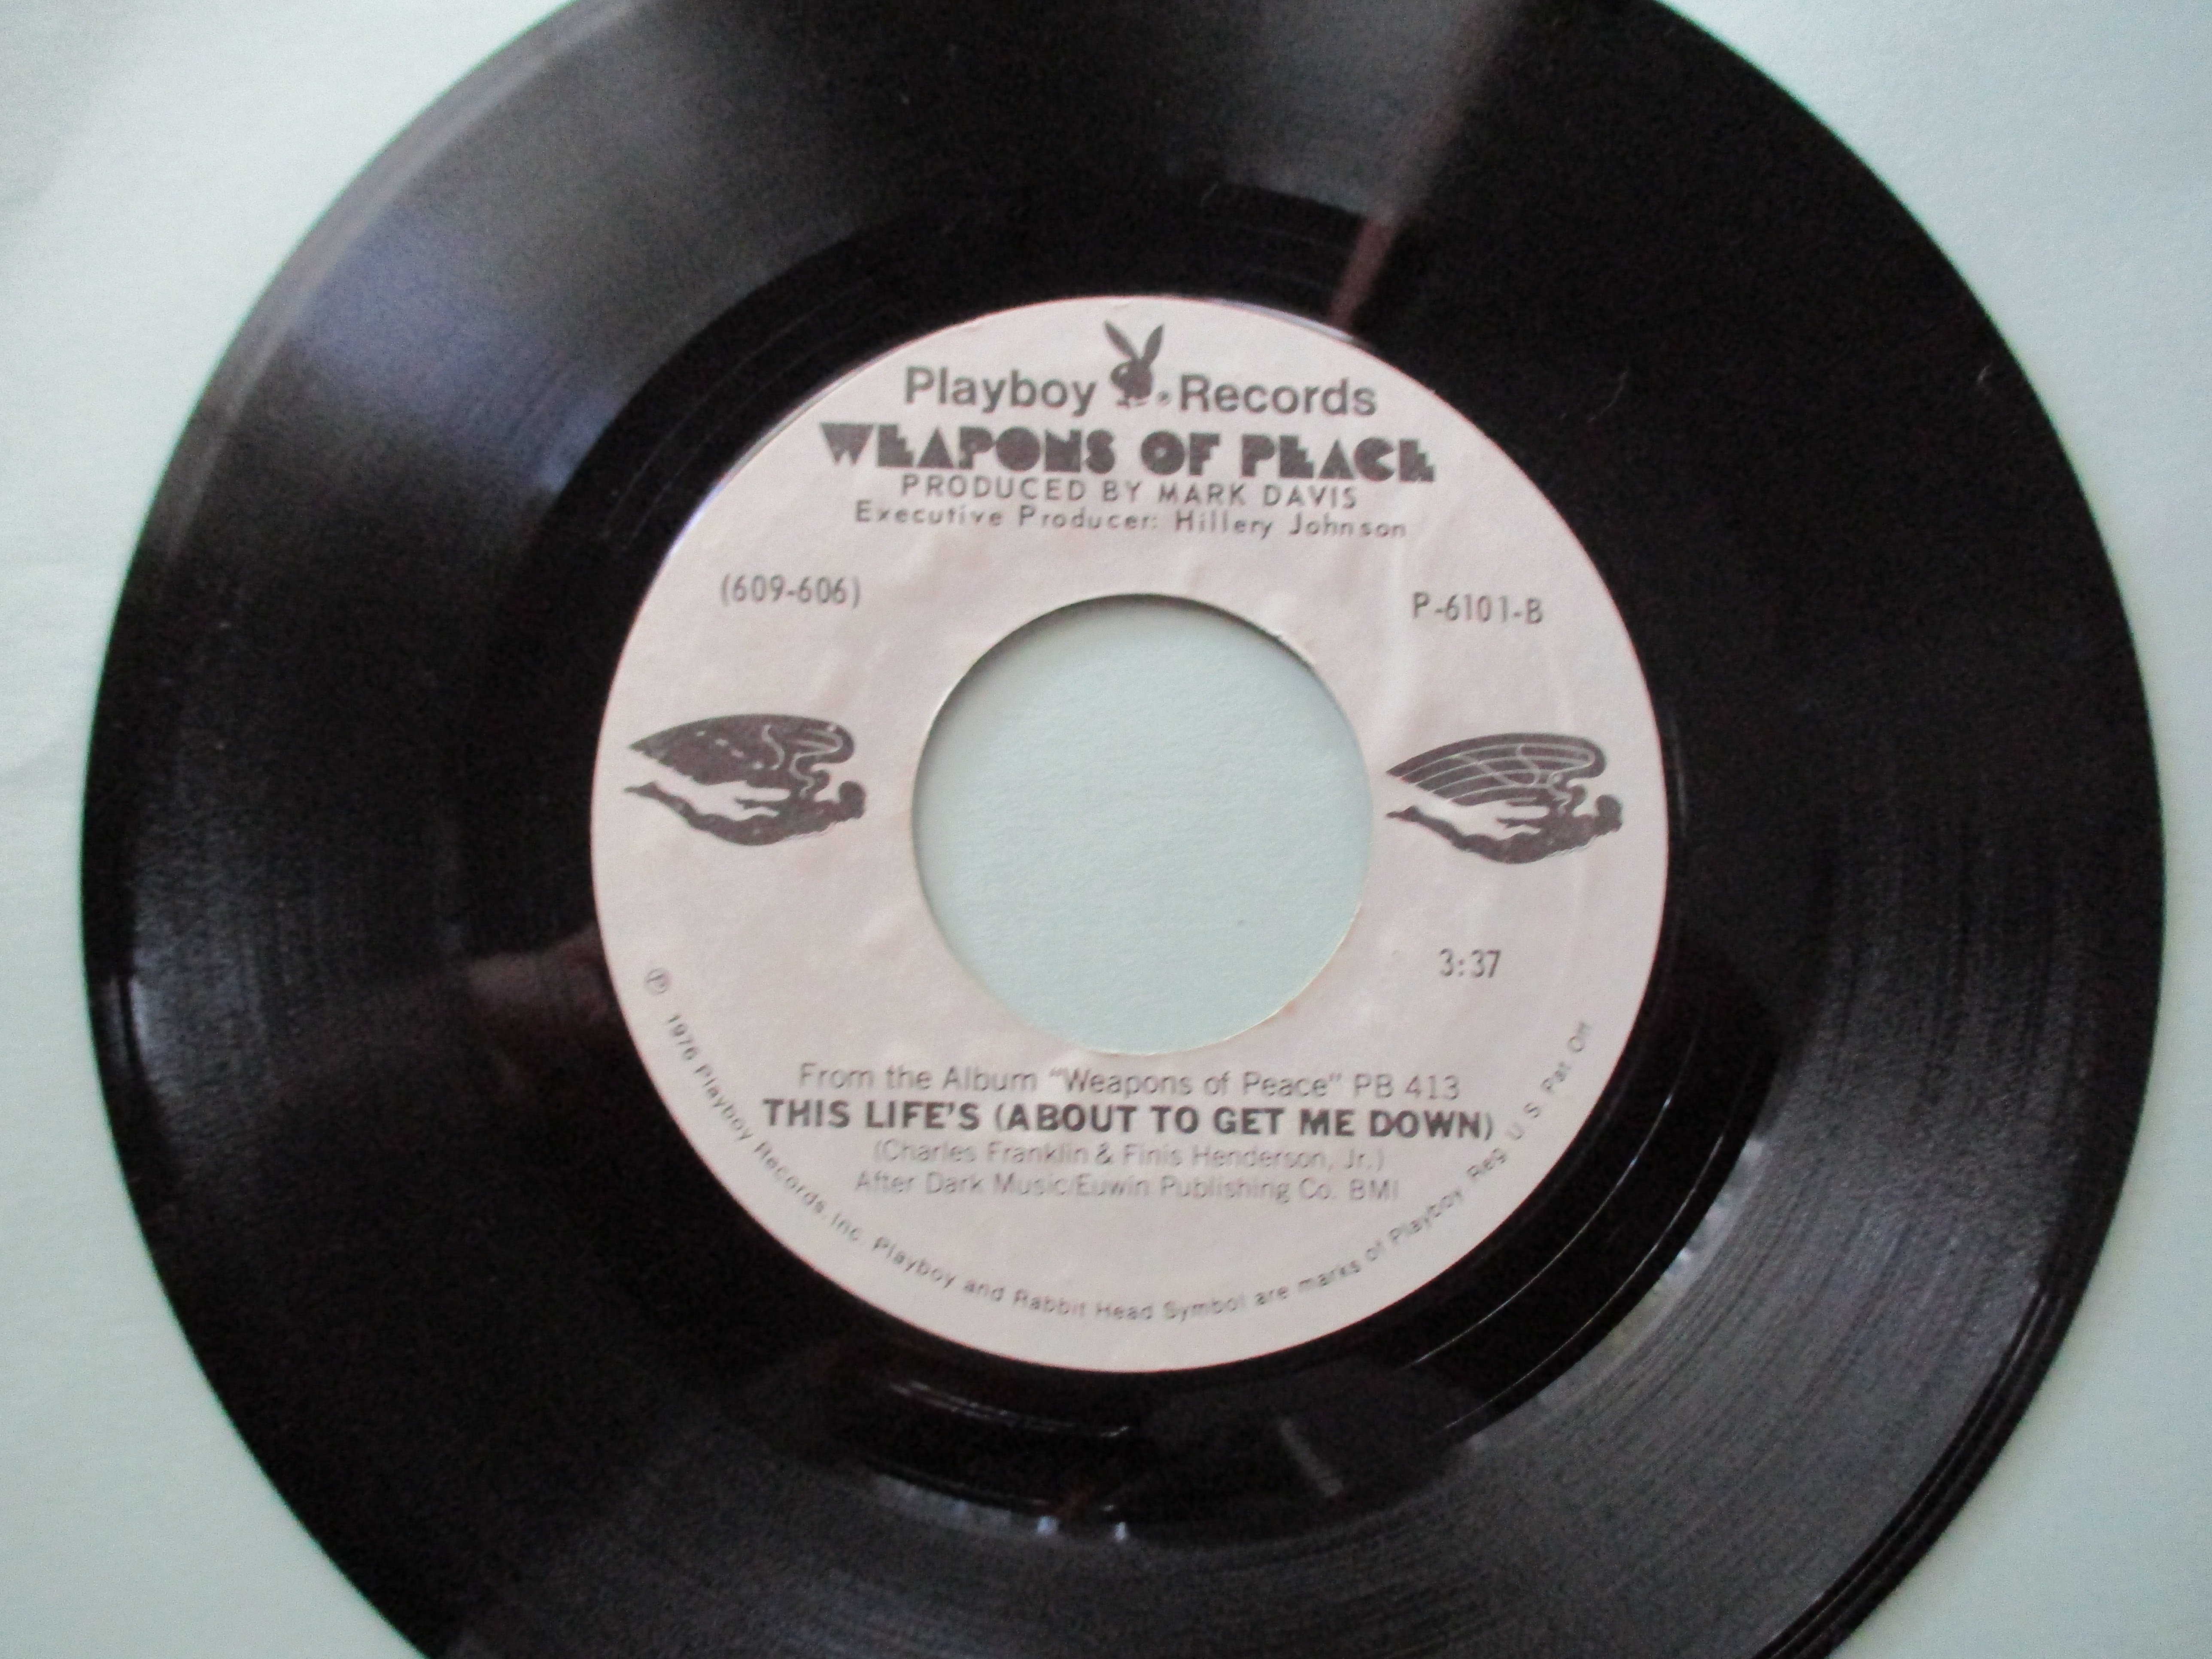 Playboy ® Records
WEAPONS OF PEACE
PRODUCED BY MARK DAVIS
Executive Producer: Hillery Johnson
(609-606)
P-6101-B
3:37
From the Album "Weapons of Peace" PB 413
THIS LIFE'S (ABOUT TO GET ME DOWN)
(Charles Franklin & Finis Henderson, Jr.)
After Dark Music/Euwin Publishing Co. BMI
℗ 1976 Playboy Records, Inc. Playboy and Rabbit Head Symbol are marks of Playboy. Reg U.S. Pat Off